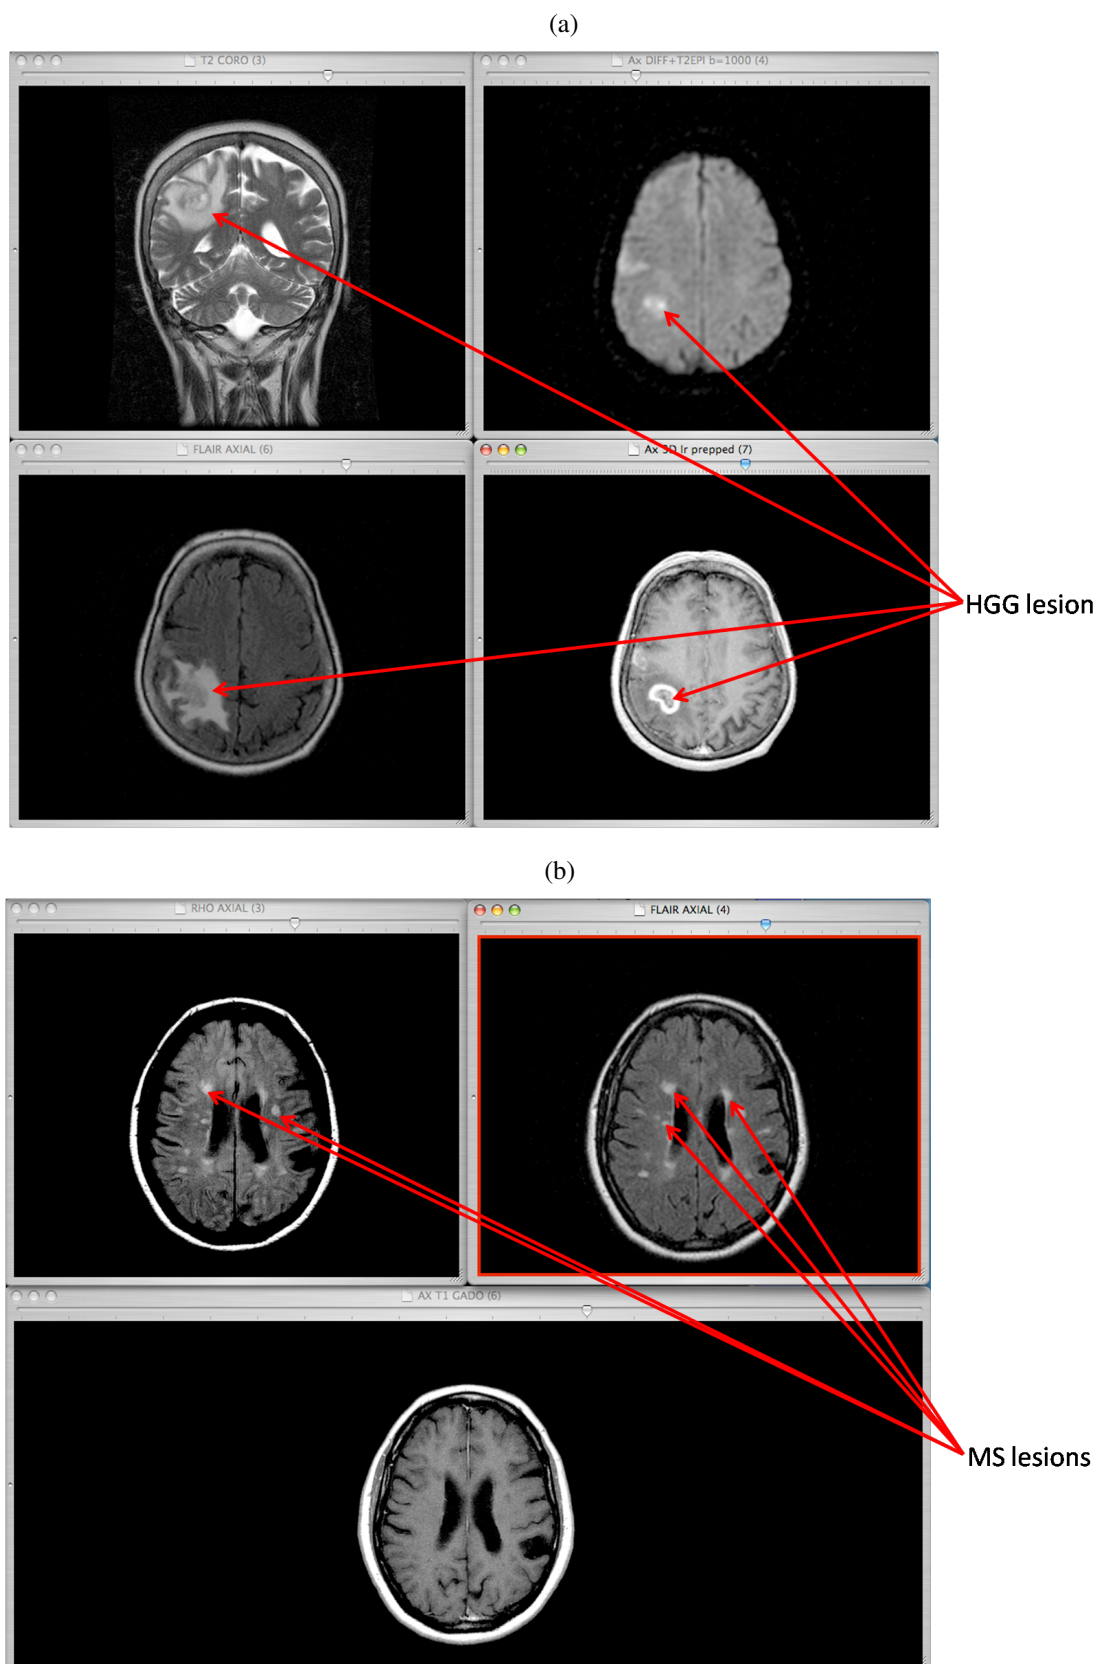 (a)
T2 CORO (3)
Ax DIFF+T2EPI b=1000 (4)
FLAIR AXIAL (6)
Ax 3D Ir prepped (7)
HGG lesion
(b)
RHO AXIAL (3)
FLAIR AXIAL (4)
AX T1 GADO (6)
MS lesions